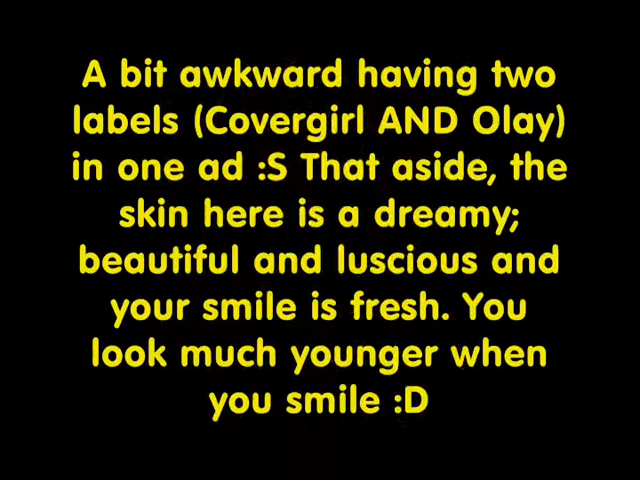 A bit awkward having two
labels (Covergirl AND Olay)
in one ad :S That aside, the
skin here is a dreamy;
beautiful and luscious and
your smile is fresh. You
look much younger when
you smile :D